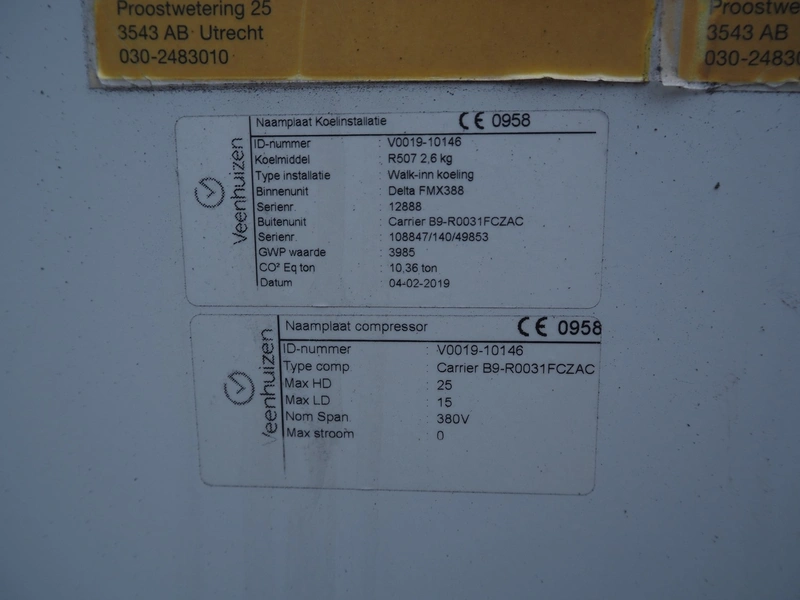 Proostwetering 25
3543 AB Utrecht
030-2483010
Proostwe
3543 AB
030-2483
Veenhuizen
Naamplaat Koelinstallatie CE 0958
ID-nummer : V0019-10146
Koelmiddel : R507 2,6 kg
Type installatie : Walk-inn koeling
Binnenunit : Delta FMX388
Serienr. : 12888
Buitenunit : Carrier B9-R0031FCZAC
Serienr. : 108847/140/49853
GWP waarde : 3985
CO² Eq ton : 10,36 ton
Datum : 04-02-2019
Veenhuizen
Naamplaat compressor CE 0958
ID-nummer : V0019-10146
Type comp. : Carrier B9-R0031FCZAC
Max HD : 25
Max LD : 15
Nom Span. : 380V
Max stroom : 0